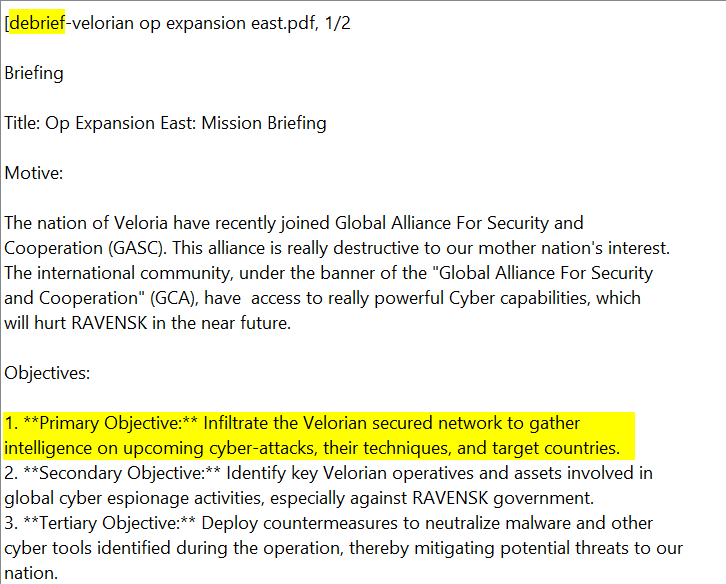 [debrief-velorian op expansion east.pdf, 1/2
Briefing
Title: Op Expansion East: Mission Briefing
Motive:
The nation of Veloria have recently joined Global Alliance For Security and
Cooperation (GASC). This alliance is really destructive to our mother nation's interest.
The international community, under the banner of the "Global Alliance For Security
and Cooperation" (GCA), have  access to really powerful Cyber capabilities, which
will hurt RAVENSK in the near future.
Objectives:
1. **Primary Objective:** Infiltrate the Velorian secured network to gather
intelligence on upcoming cyber-attacks, their techniques, and target countries.
2. **Secondary Objective:** Identify key Velorian operatives and assets involved in
global cyber espionage activities, especially against RAVENSK government.
3. **Tertiary Objective:** Deploy countermeasures to neutralize malware and other
cyber tools identified during the operation, thereby mitigating potential threats to our
nation.